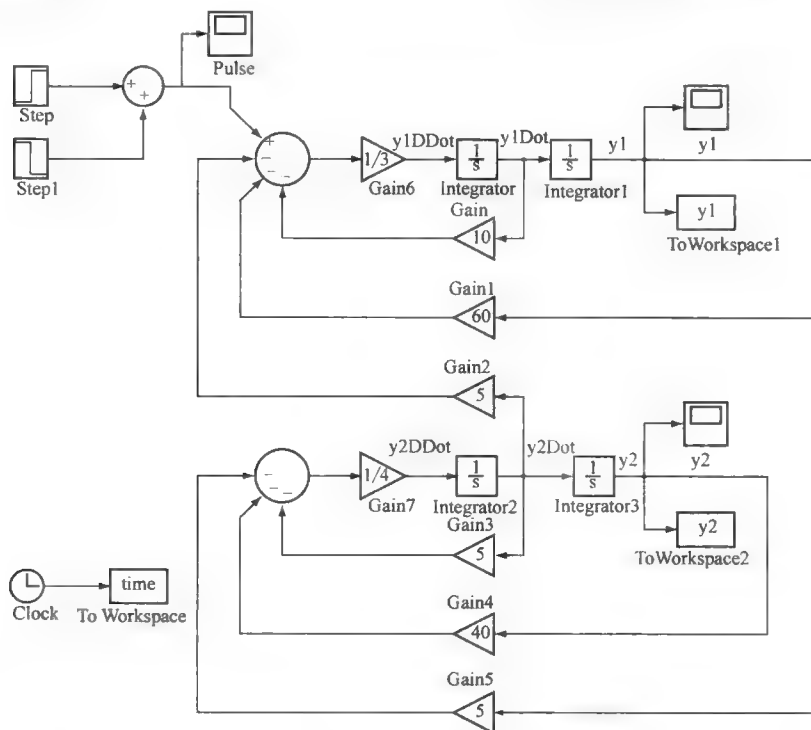 Pulse
Step
+
+
Step1
+
−
−
−
1/3
Gain6
y1DDot
1/s
Integrator
y1Dot
1/s
Integrator1
y1
y1
y1
ToWorkspace1
Gain
10
Gain1
60
Gain2
5
−
−
−
1/4
Gain7
y2DDot
1/s
Integrator2
y2Dot
1/s
Integrator3
y2
y2
y2
ToWorkspace2
Gain3
5
Clock
time
To Workspace
Gain4
40
Gain5
5